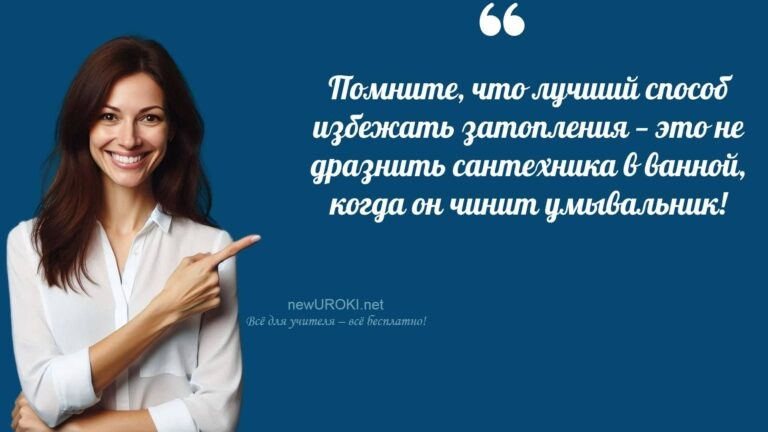 ❝
Помните, что лучший способ
избежать затопления – это не
дразнить сантехника в ванной,
когда он чинит умывальник!
newUROKI.net
Всё для учителя – всё бесплатно!